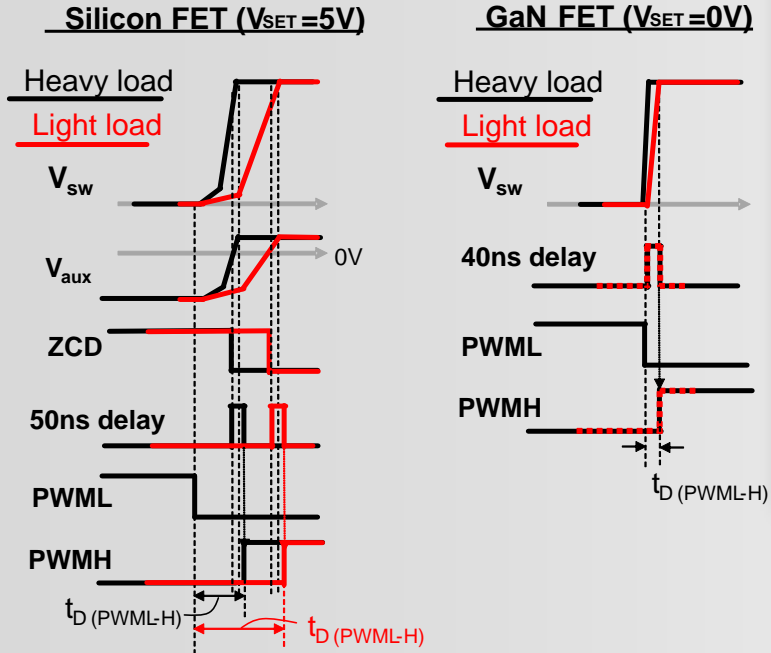 Silicon FET (VSET=5V)
Heavy load
Light load
Vsw
Vaux
0V
ZCD
50ns delay
PWML
PWMH
tD (PWML-H)
tD (PWML-H)
GaN FET (VSET=0V)
Heavy load
Light load
Vsw
40ns delay
PWML
PWMH
tD (PWML-H)